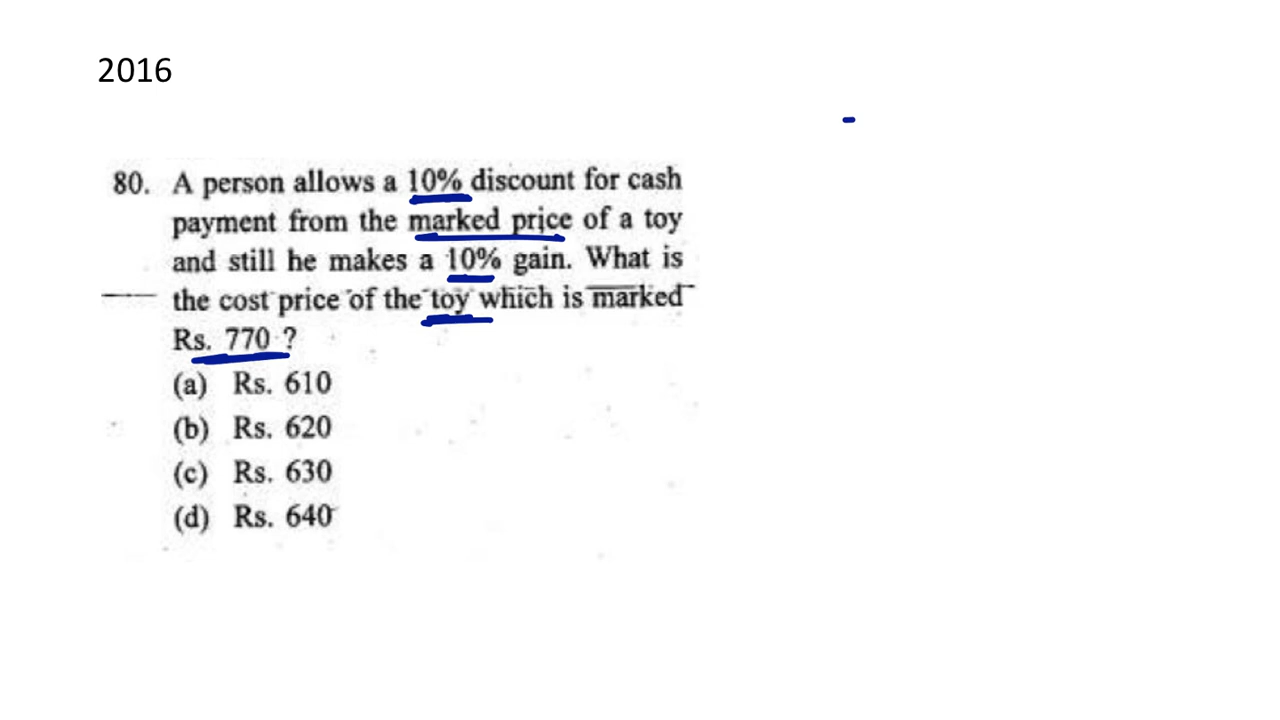 2016
80. A person allows a 10% discount for cash
payment from the marked price of a toy
and still he makes a 10% gain. What is
the cost price of the toy which is marked
Rs. 770 ?
(a) Rs. 610
(b) Rs. 620
(c) Rs. 630
(d) Rs. 640